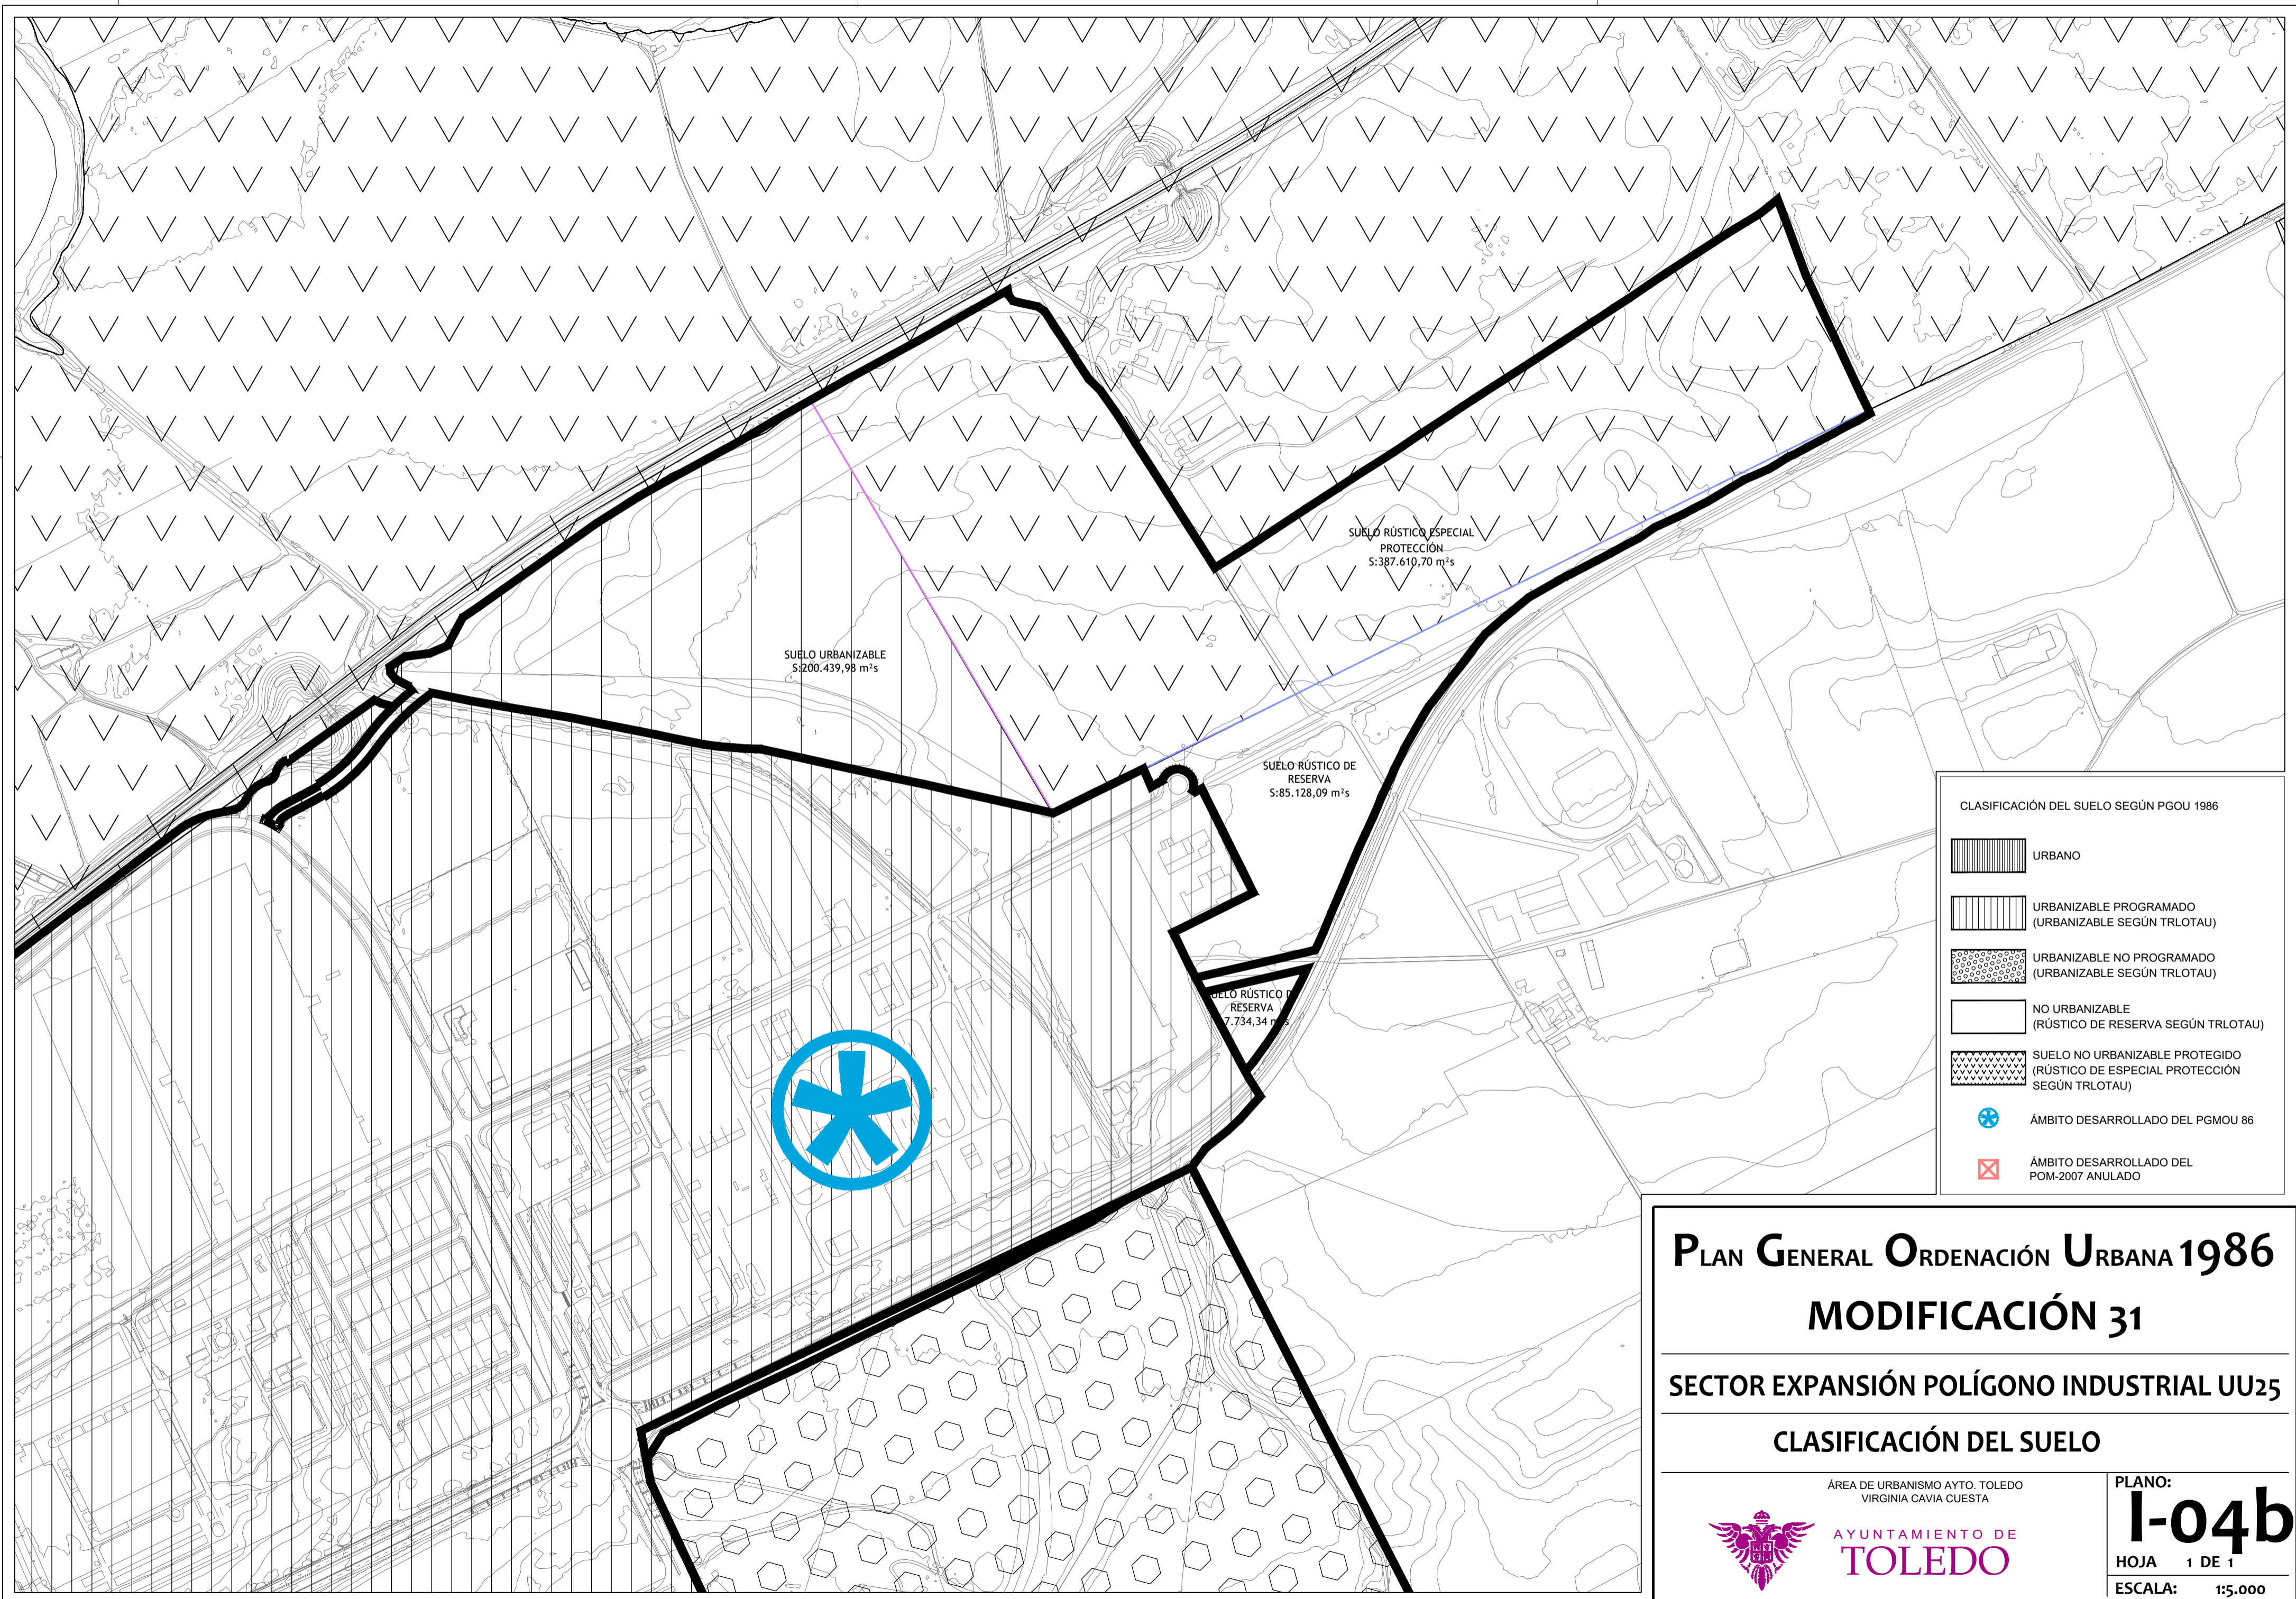 SUELO RÚSTICO ESPECIAL
PROTECCIÓN
S:387.610,70 m²s
SUELO URBANIZABLE
S:200.439,98 m²s
SUELO RÚSTICO DE
RESERVA
S:85.128,09 m²s
RÚSTICO
RESERVA
7.734,34
CLASIFICACIÓN DEL SUELO SEGÚN PGOU 1986
URBANO
URBANIZABLE PROGRAMADO
(URBANIZABLE SEGÚN TRLOTAU)
URBANIZABLE NO PROGRAMADO
(URBANIZABLE SEGÚN TRLOTAU)
NO URBANIZABLE
(RÚSTICO DE RESERVA SEGÚN TRLOTAU)
SUELO NO URBANIZABLE PROTEGIDO
(RÚSTICO DE ESPECIAL PROTECCIÓN
SEGÚN TRLOTAU)
ÁMBITO DESARROLLADO DEL PGMOU 86
ÁMBITO DESARROLLADO DEL
POM-2007 ANULADO
PLAN GENERAL ORDENACIÓN URBANA 1986
MODIFICACIÓN 31
SECTOR EXPANSIÓN POLÍGONO INDUSTRIAL UU25
CLASIFICACIÓN DEL SUELO
ÁREA DE URBANISMO AYTO. TOLEDO
VIRGINIA CAVIA CUESTA
AYUNTAMIENTO DE
TOLEDO
PLANO:
I-04b
HOJA 1 DE 1
ESCALA: 1:5.000